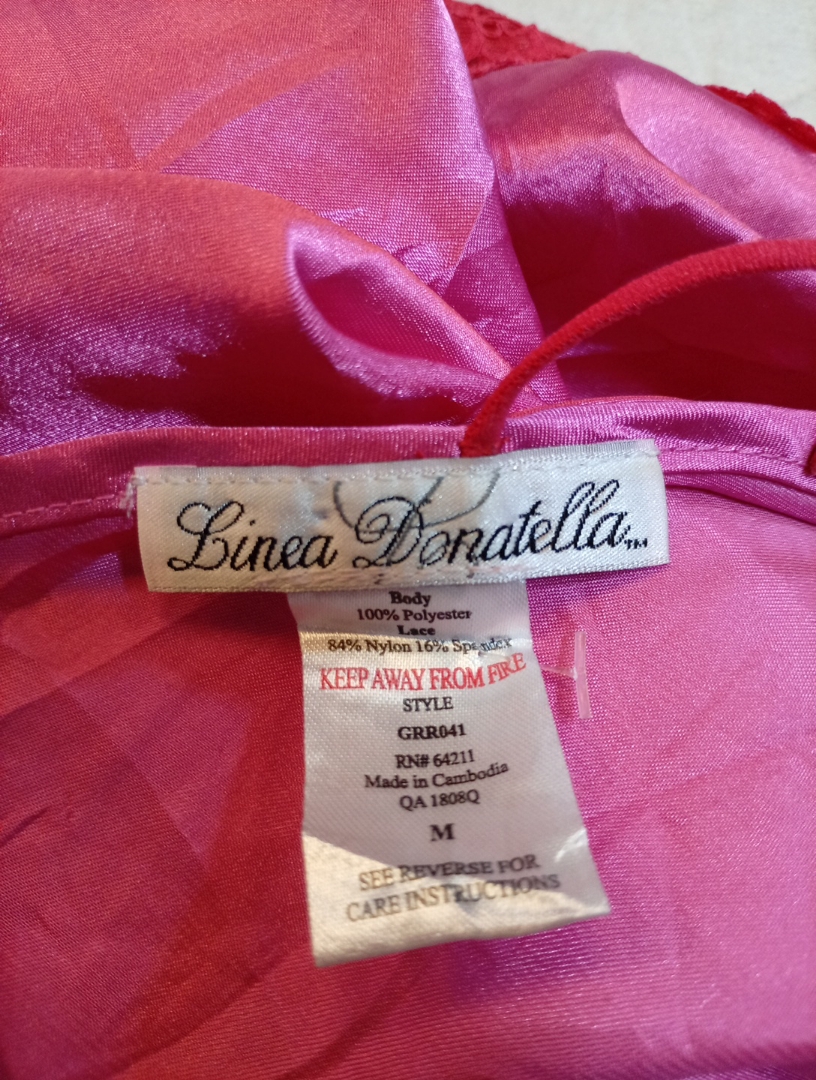 Linea Donatella™
Body
100% Polyester
Lace
84% Nylon 16% Spandex
KEEP AWAY FROM FIRE
STYLE
GRR041
RN# 64211
Made in Cambodia
QA 1808Q
M
SEE REVERSE FOR
CARE INSTRUCTIONS